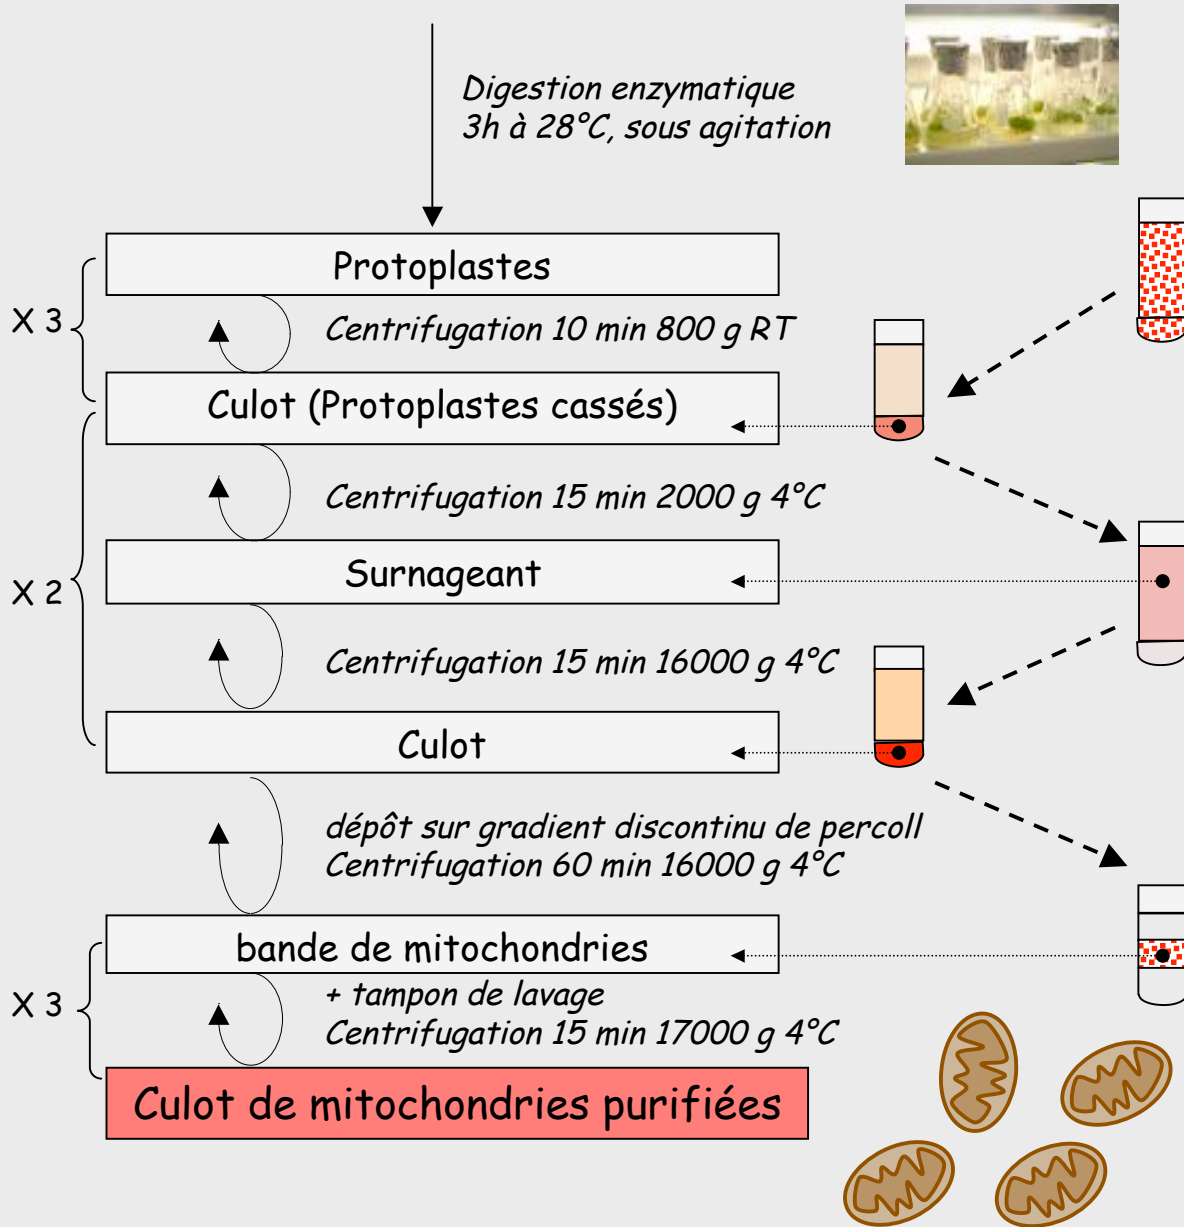 Digestion enzymatique
3h à 28°C, sous agitation
Protoplastes
X 3
Centrifugation 10 min 800 g RT
Culot (Protoplastes cassés)
Centrifugation 15 min 2000 g 4°C
Surnageant
X 2
Centrifugation 15 min 16000 g 4°C
Culot
dépôt sur gradient discontinu de percoll
Centrifugation 60 min 16000 g 4°C
bande de mitochondries
X 3
+ tampon de lavage
Centrifugation 15 min 17000 g 4°C
Culot de mitochondries purifiées